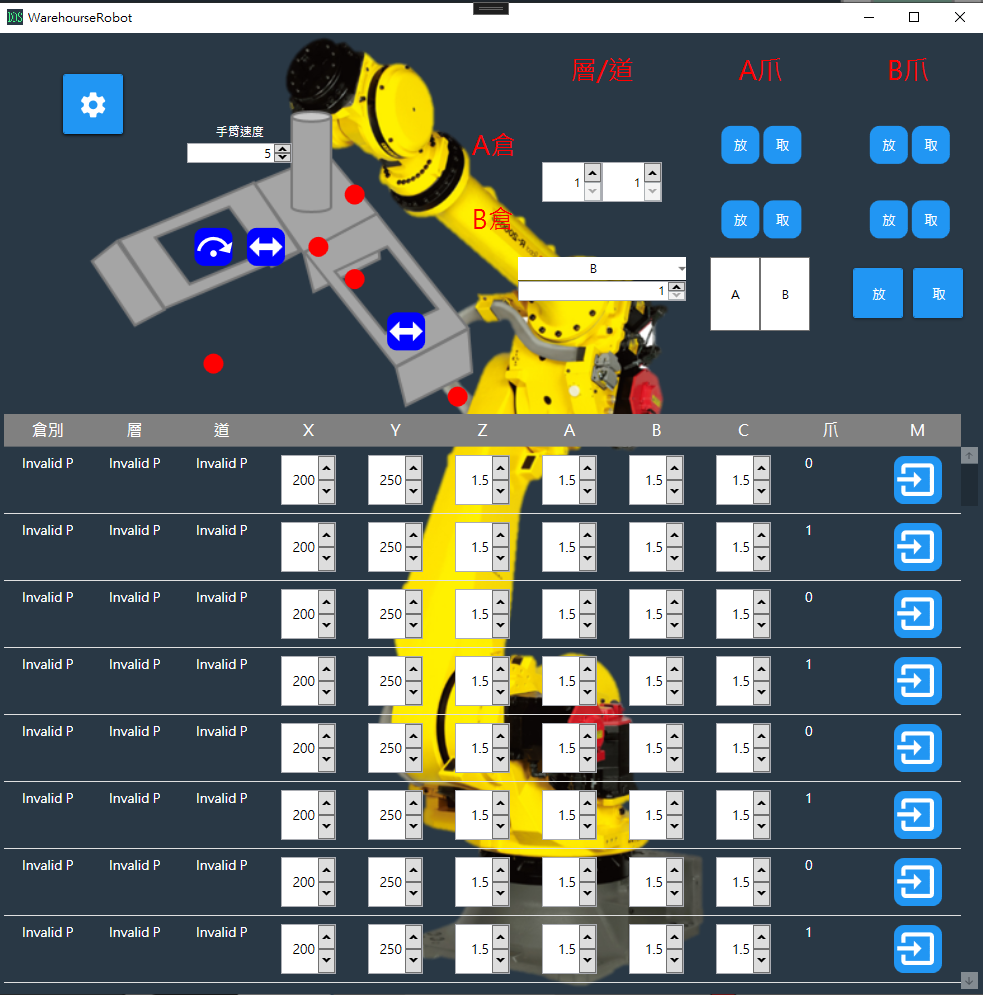 WarehourseRobot
層/道 A爪 B爪
手臂速度
5
A倉 放 取 放 取
1 1
B倉 放 取 放 取
B
1 A B 放 取
倉別 層 道 X Y Z A B C 爪 M
Invalid P Invalid P Invalid P 200 250 1.5 1.5 1.5 1.5 0
Invalid P Invalid P Invalid P 200 250 1.5 1.5 1.5 1.5 1
Invalid P Invalid P Invalid P 200 250 1.5 1.5 1.5 1.5 0
Invalid P Invalid P Invalid P 200 250 1.5 1.5 1.5 1.5 1
Invalid P Invalid P Invalid P 200 250 1.5 1.5 1.5 1.5 0
Invalid P Invalid P Invalid P 200 250 1.5 1.5 1.5 1.5 1
Invalid P Invalid P Invalid P 200 250 1.5 1.5 1.5 1.5 0
Invalid P Invalid P Invalid P 200 250 1.5 1.5 1.5 1.5 1